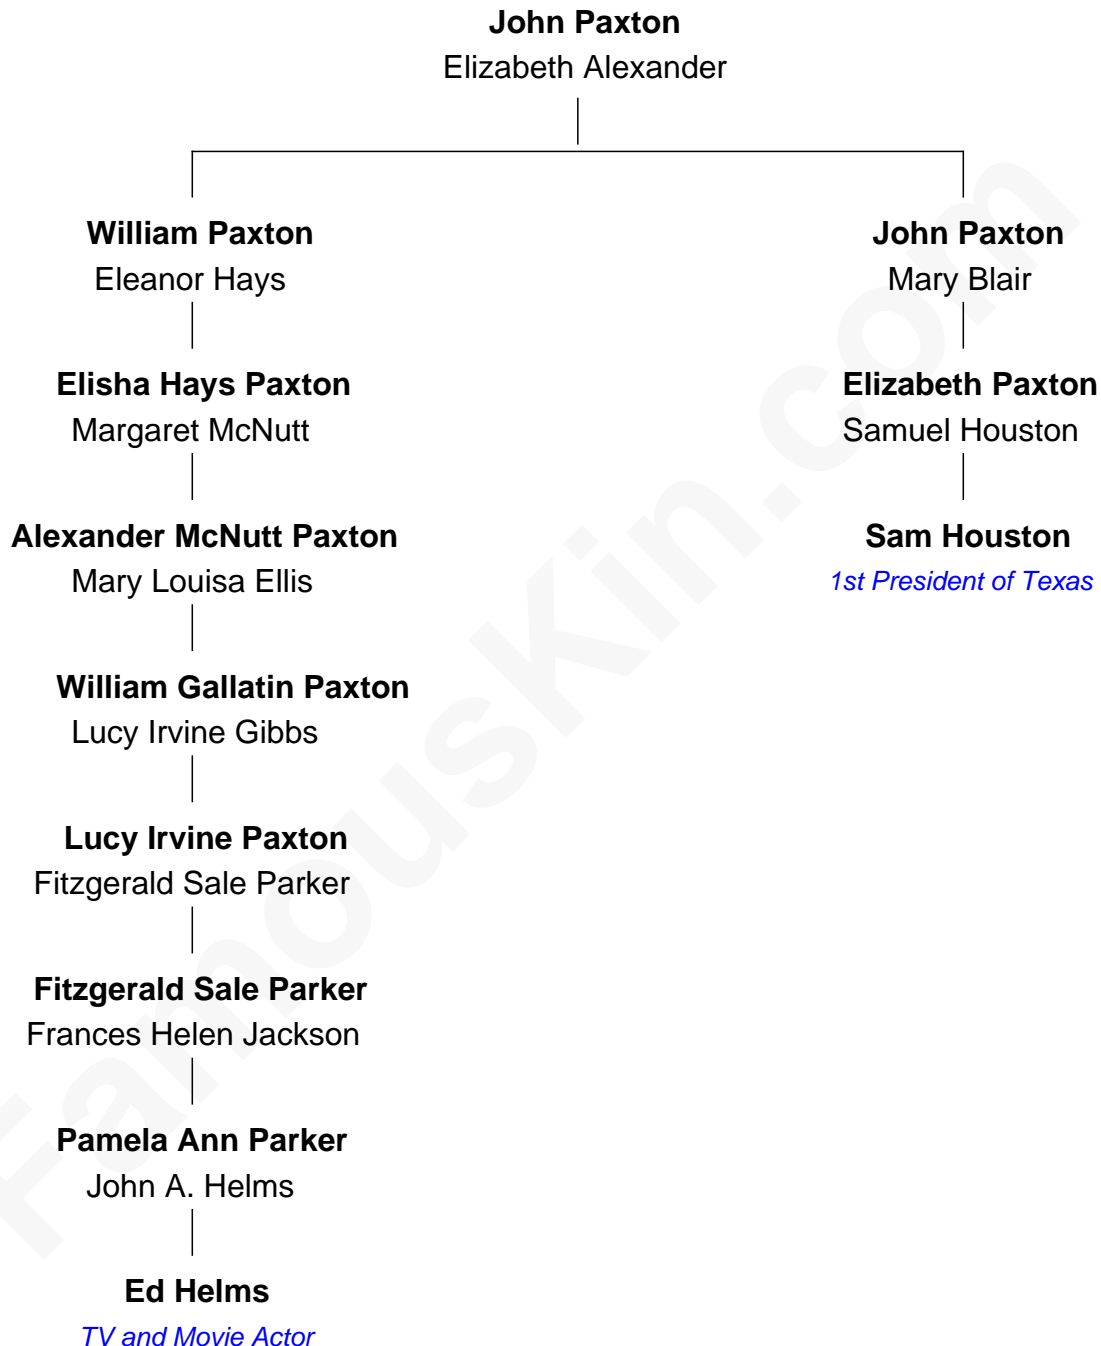 John Paxton
Elizabeth Alexander
William Paxton
Eleanor Hays
John Paxton
Mary Blair
Elisha Hays Paxton
Margaret McNutt
Elizabeth Paxton
Samuel Houston
Alexander McNutt Paxton
Mary Louisa Ellis
Sam Houston
1st President of Texas
William Gallatin Paxton
Lucy Irvine Gibbs
Lucy Irvine Paxton
Fitzgerald Sale Parker
Fitzgerald Sale Parker
Frances Helen Jackson
Pamela Ann Parker
John A. Helms
Ed Helms
TV and Movie Actor
FamousKin.com